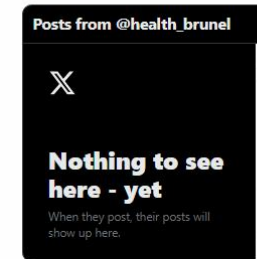 Posts from @health_brunel
Nothing to see
here - yet
When they post, their posts will
show up here.